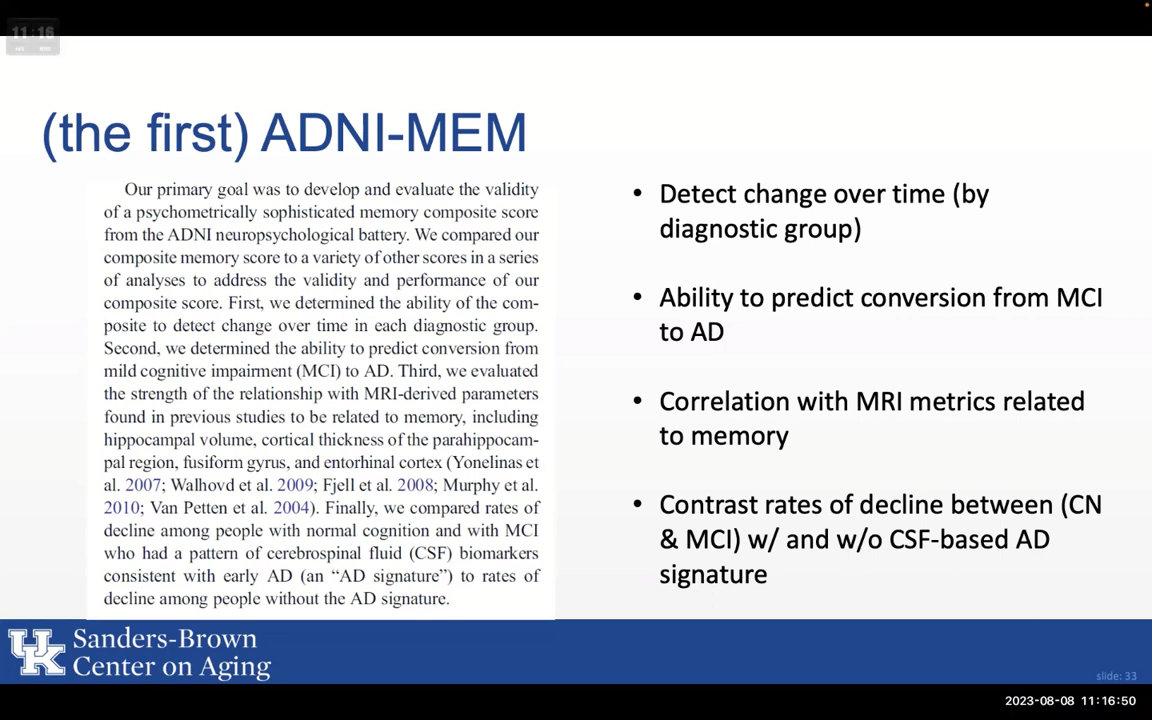 11:16
(the first) ADNI-MEM
Our primary goal was to develop and evaluate the validity
of a psychometrically sophisticated memory composite score
from the ADNI neuropsychological battery. We compared our
composite memory score to a variety of other scores in a series
of analyses to address the validity and performance of our
composite score. First, we determined the ability of the com-
posite to detect change over time in each diagnostic group.
Second, we determined the ability to predict conversion from
mild cognitive impairment (MCI) to AD. Third, we evaluated
the strength of the relationship with MRI-derived parameters
found in previous studies to be related to memory, including
hippocampal volume, cortical thickness of the parahippocam-
pal region, fusiform gyrus, and entorhinal cortex (Yonelinas et
al. 2007; Walhovd et al. 2009; Fjell et al. 2008; Murphy et al.
2010; Van Petten et al. 2004). Finally, we compared rates of
decline among people with normal cognition and with MCI
who had a pattern of cerebrospinal fluid (CSF) biomarkers
consistent with early AD (an “AD signature”) to rates of
decline among people without the AD signature.
• Detect change over time (by
diagnostic group)
• Ability to predict conversion from MCI
to AD
• Correlation with MRI metrics related
to memory
• Contrast rates of decline between (CN
& MCI) w/ and w/o CSF-based AD
signature
UK
Sanders-Brown
Center on Aging
slide: 33
2023-08-08 11:16:50